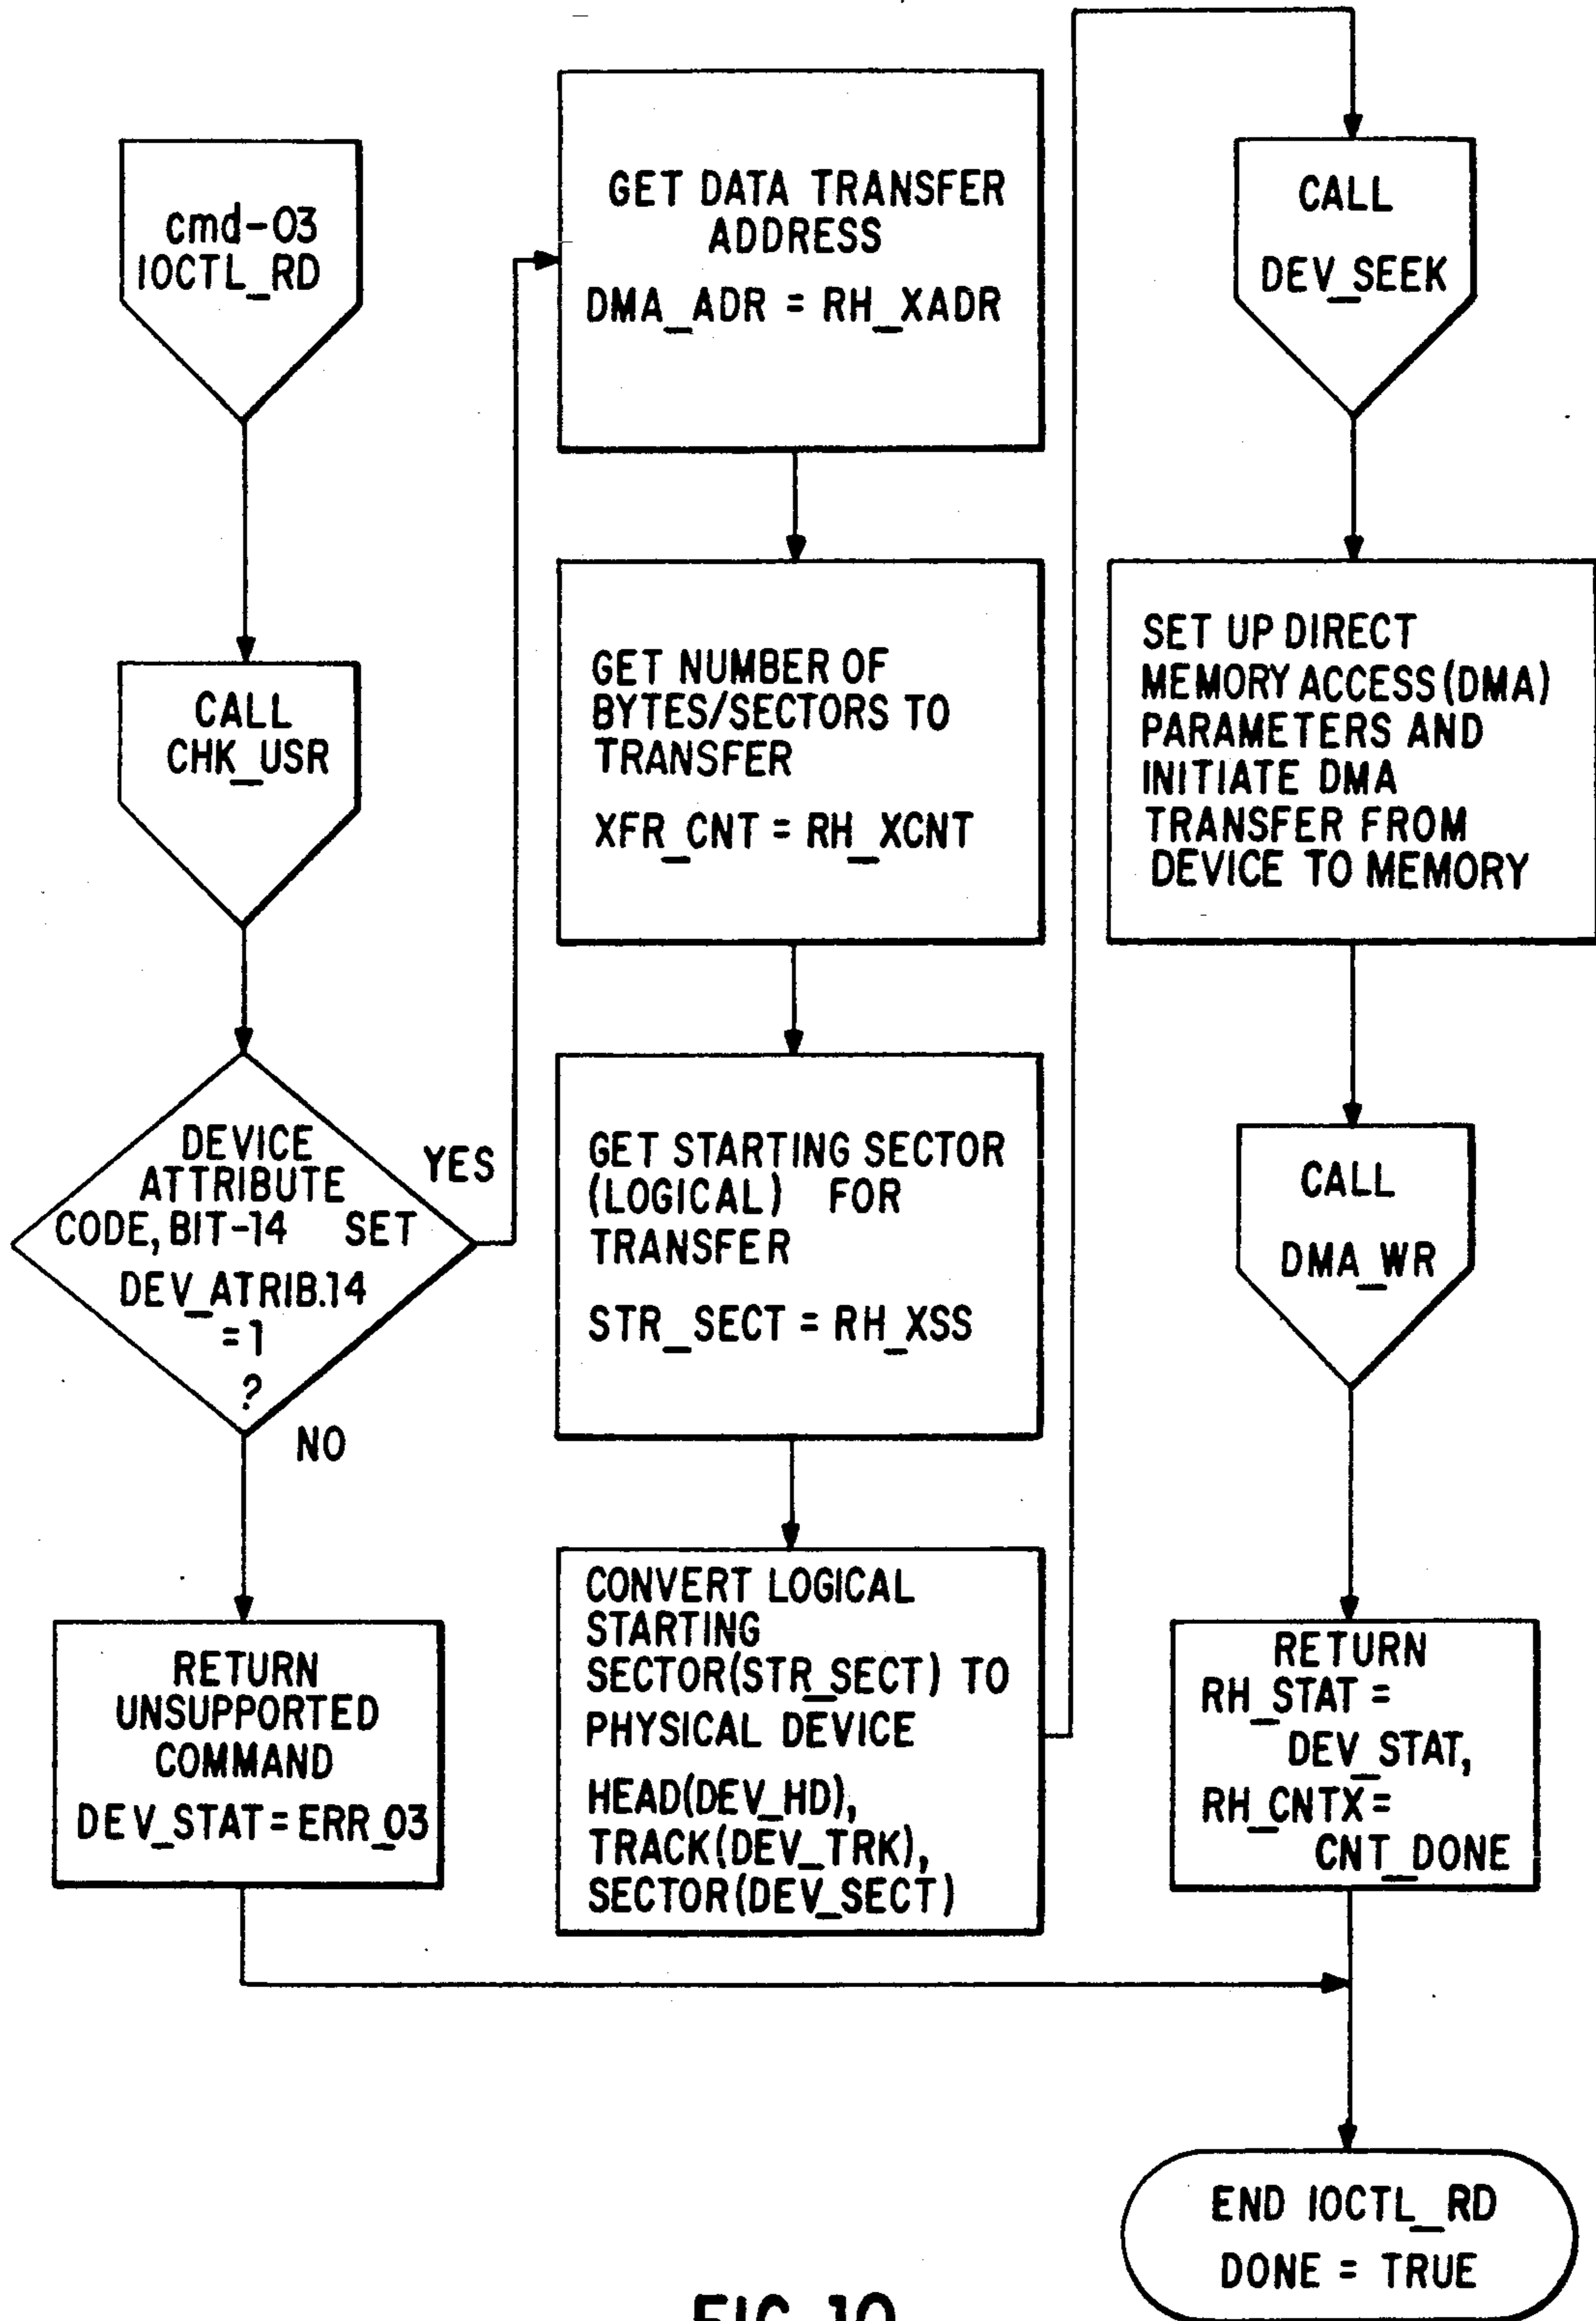 cmd-03
IOCTL_RD
CALL
CHK_USR
DEVICE
ATTRIBUTE
CODE, BIT-14 SET
DEV_ATRIB.14
=1
?
YES
NO
RETURN
UNSUPPORTED
COMMAND
DEV_STAT = ERR_03
GET DATA TRANSFER
ADDRESS
DMA_ADR = RH_XADR
GET NUMBER OF
BYTES/SECTORS TO
TRANSFER
XFR_CNT = RH_XCNT
GET STARTING SECTOR
(LOGICAL) FOR
TRANSFER
STR_SECT = RH_XSS
CONVERT LOGICAL
STARTING
SECTOR(STR_SECT) TO
PHYSICAL DEVICE
HEAD(DEV_HD),
TRACK(DEV_TRK),
SECTOR(DEV_SECT)
CALL
DEV_SEEK
SET UP DIRECT
MEMORY ACCESS(DMA)
PARAMETERS AND
INITIATE DMA
TRANSFER FROM
DEVICE TO MEMORY
CALL
DMA_WR
RETURN
RH_STAT =
DEV_STAT,
RH_CNTX =
CNT_DONE
END IOCTL_RD
DONE = TRUE
FIG. 10